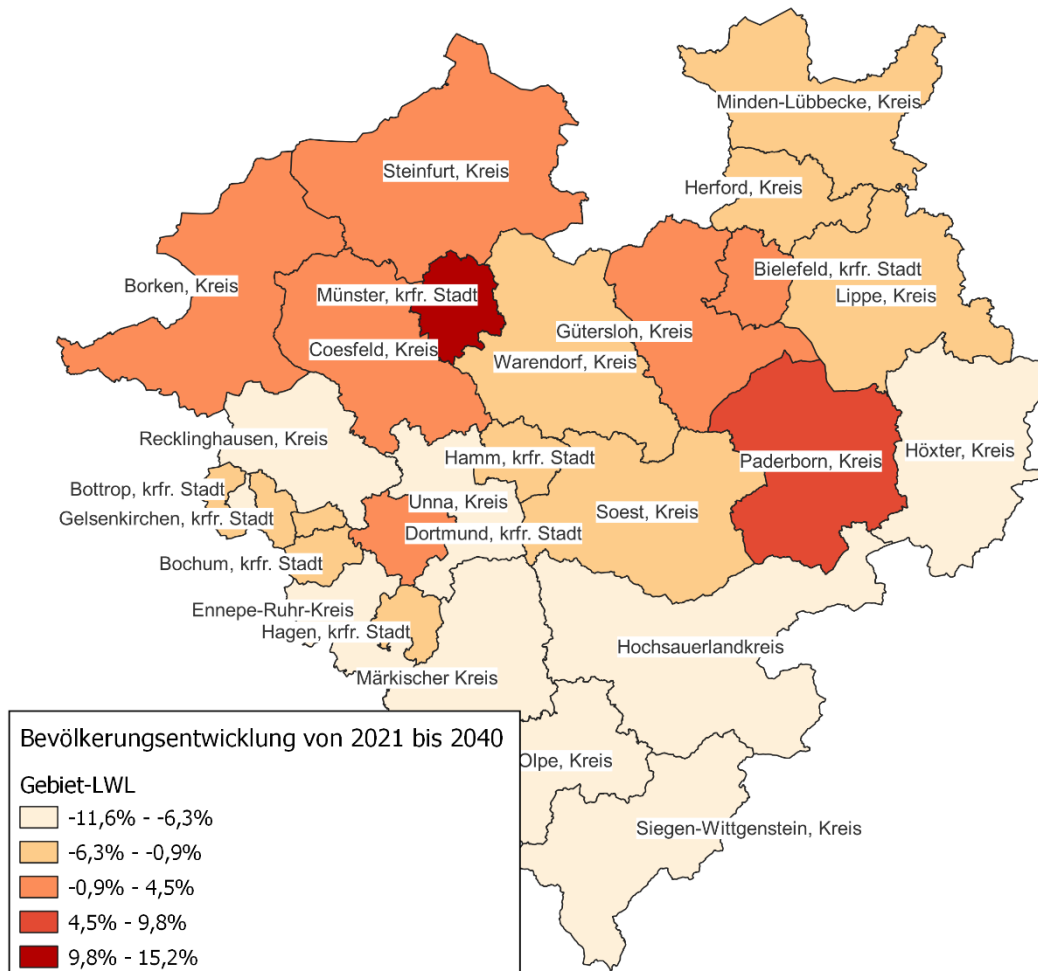 Minden-Lübbecke, Kreis
Steinfurt, Kreis
Herford, Kreis
Bielefeld, krfr. Stadt
Borken, Kreis
Münster, krfr. Stadt
Lippe, Kreis
Gütersloh, Kreis
Coesfeld, Kreis
Warendorf, Kreis
Recklinghausen, Kreis
Hamm, krfr. Stadt
Paderborn, Kreis
Höxter, Kreis
Bottrop, krfr. Stadt
Unna, Kreis
Soest, Kreis
Gelsenkirchen, krfr. Stadt
Dortmund, krfr. Stadt
Bochum, krfr. Stadt
Ennepe-Ruhr-Kreis
Hagen, krfr. Stadt
Hochsauerlandkreis
Märkischer Kreis
Olpe, Kreis
Siegen-Wittgenstein, Kreis
Bevölkerungsentwicklung von 2021 bis 2040
Gebiet-LWL
-11,6% - -6,3%
-6,3% - -0,9%
-0,9% - 4,5%
4,5% - 9,8%
9,8% - 15,2%